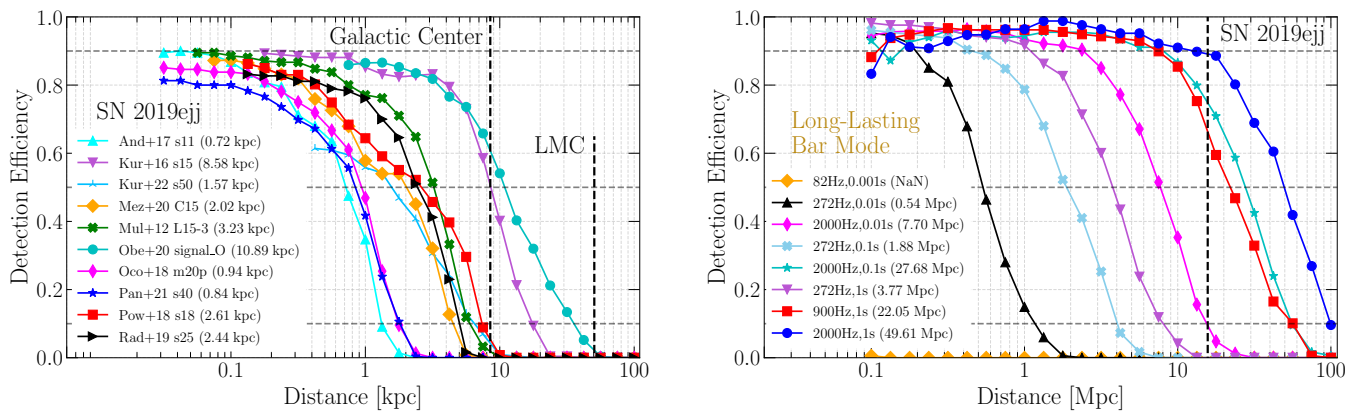 Detection Efficiency
1.0
0.8
0.6
0.4
0.2
0.0
Galactic Center
LMC
SN 2019ejj
And+17 s11 (0.72 kpc)
Kur+16 s15 (8.58 kpc)
Kur+22 s50 (1.57 kpc)
Mez+20 C15 (2.02 kpc)
Mul+12 L15-3 (3.23 kpc)
Obe+20 signal_O (10.89 kpc)
Oco+18 m20p (0.94 kpc)
Pan+21 s40 (0.84 kpc)
Pow+18 s18 (2.61 kpc)
Rad+19 s25 (2.44 kpc)
0.1 1.0 10.0 100
Distance [kpc]
Detection Efficiency
1.0
0.8
0.6
0.4
0.2
0.0
SN 2019ejj
Long-Lasting
Bar Mode
82Hz,0.001s (NaN)
272Hz,0.01s (0.54 Mpc)
2000Hz,0.01s (7.70 Mpc)
272Hz,0.1s (1.88 Mpc)
2000Hz,0.1s (27.68 Mpc)
272Hz,1s (3.77 Mpc)
900Hz,1s (22.05 Mpc)
2000Hz,1s (49.61 Mpc)
0.1 1.0 10 100
Distance [Mpc]